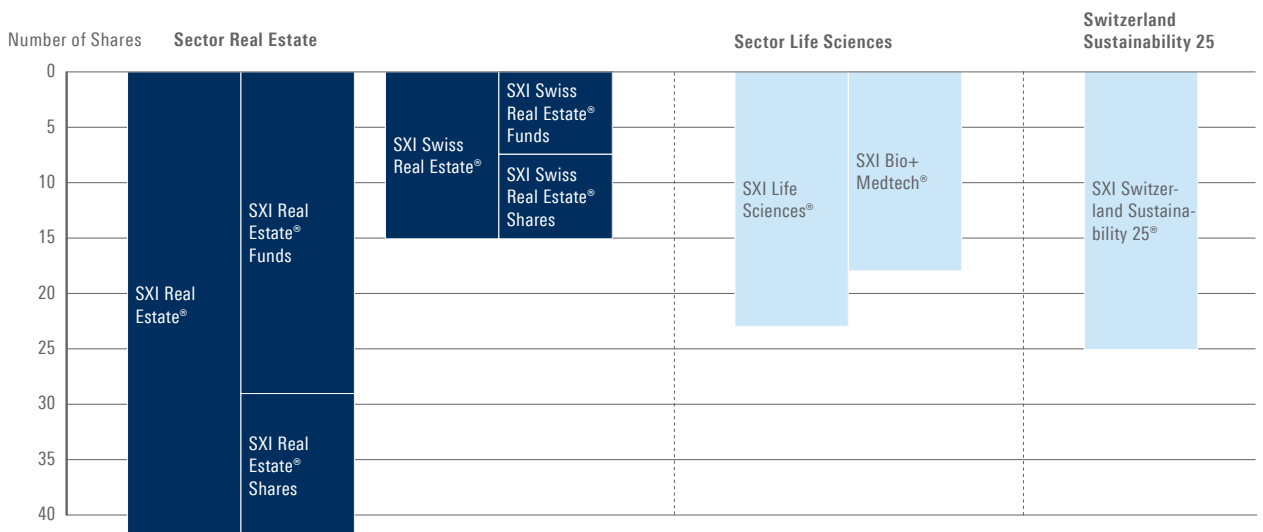 Number of Shares
Sector Real Estate
Sector Life Sciences
Switzerland
Sustainability 25
0
5
10
15
20
25
30
35
40
SXI Real
Estate®
SXI Real
Estate®
Funds
SXI Real
Estate®
Shares
SXI Swiss
Real Estate®
SXI Swiss
Real Estate®
Funds
SXI Swiss
Real Estate®
Shares
SXI Life
Sciences®
SXI Bio+
Medtech®
SXI Switzer-
land Sustaina-
bility 25®